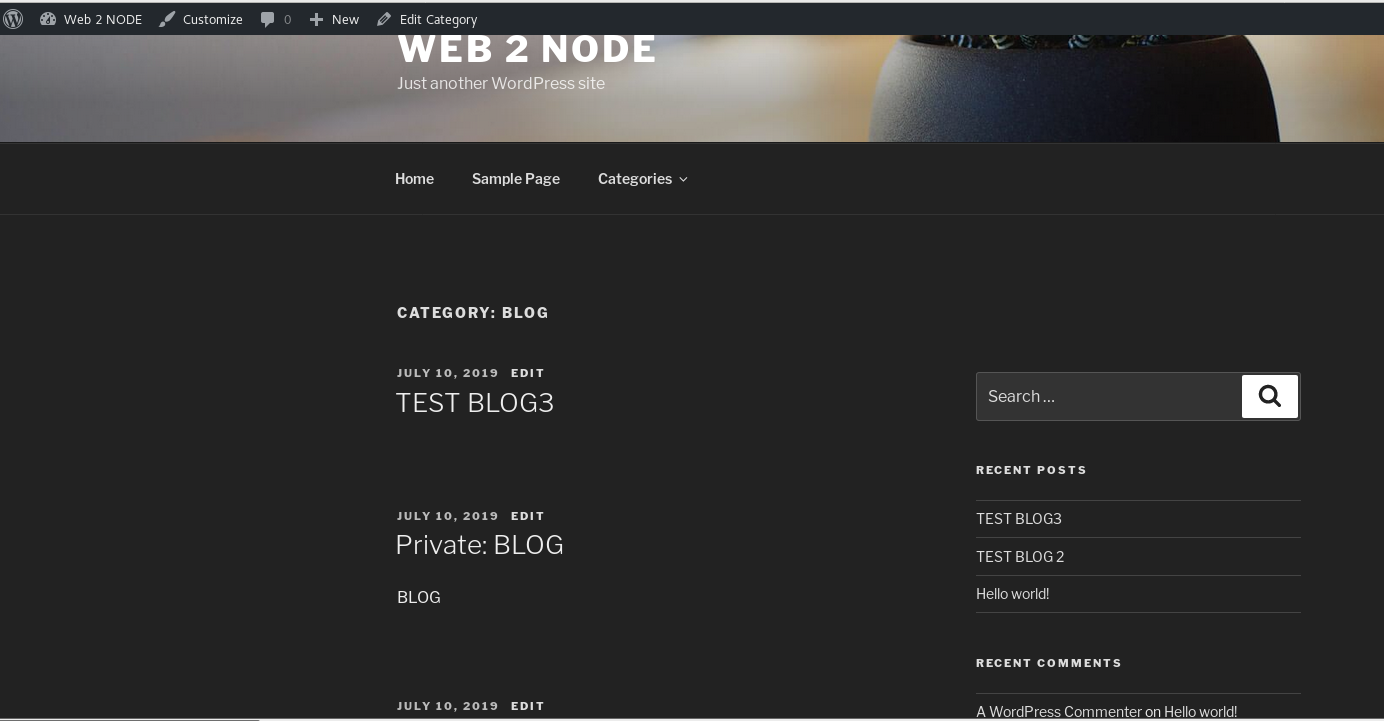 Web 2 NODE Customize 0 New Edit Category
WEB 2 NODE
Just another WordPress site
Home Sample Page Categories
CATEGORY: BLOG
JULY 10, 2019 EDIT
TEST BLOG3
JULY 10, 2019 EDIT
Private: BLOG
BLOG
JULY 10, 2019 EDIT
Search …
RECENT POSTS
TEST BLOG3
TEST BLOG 2
Hello world!
RECENT COMMENTS
A WordPress Commenter on Hello world!